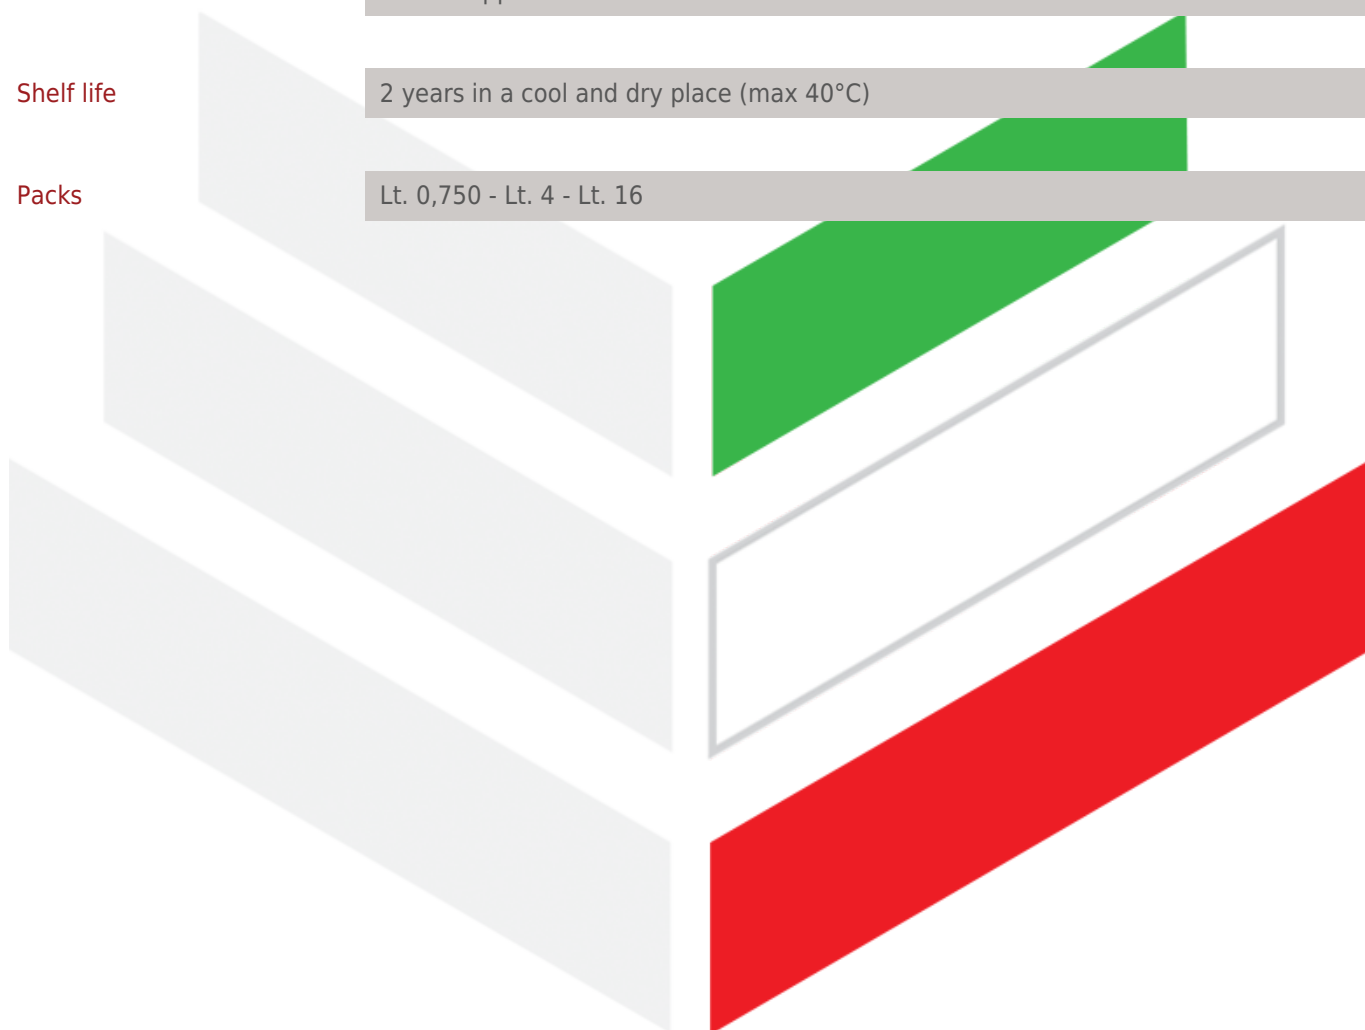 Shelf life
2 years in a cool and dry place (max 40°C)
Packs
Lt. 0,750 - Lt. 4 - Lt. 16